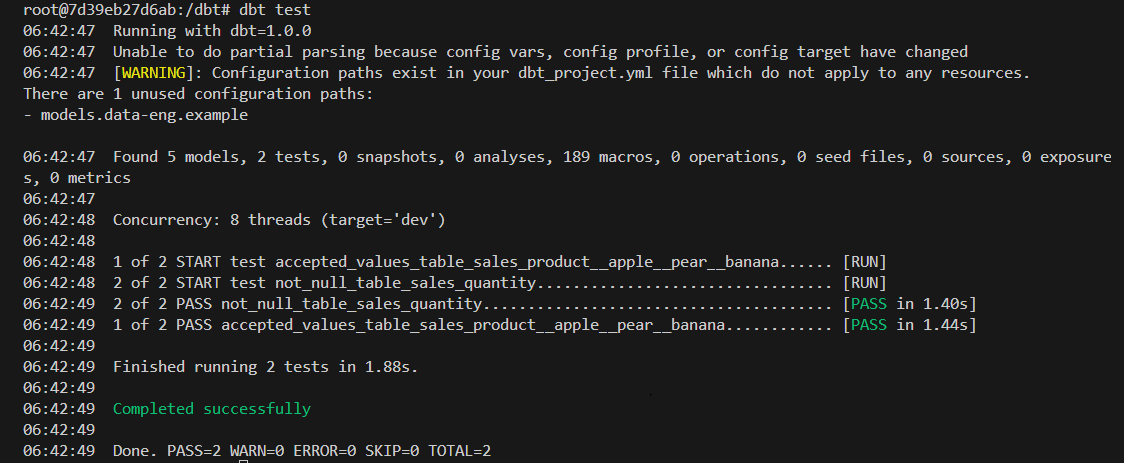 root@7d39eb27d6ab:/dbt# dbt test
06:42:47  Running with dbt=1.0.0
06:42:47  Unable to do partial parsing because config vars, config profile, or config target have changed
06:42:47  [WARNING]: Configuration paths exist in your dbt_project.yml file which do not apply to any resources.
There are 1 unused configuration paths:
- models.data-eng.example
06:42:47  Found 5 models, 2 tests, 0 snapshots, 0 analyses, 189 macros, 0 operations, 0 seed files, 0 sources, 0 exposure
s, 0 metrics
06:42:47
06:42:48  Concurrency: 8 threads (target='dev')
06:42:48
06:42:48  1 of 2 START test accepted_values_table_sales_product__apple__pear__banana...... [RUN]
06:42:48  2 of 2 START test not_null_table_sales_quantity................................. [RUN]
06:42:49  2 of 2 PASS not_null_table_sales_quantity....................................... [PASS in 1.40s]
06:42:49  1 of 2 PASS accepted_values_table_sales_product__apple__pear__banana............ [PASS in 1.44s]
06:42:49
06:42:49  Finished running 2 tests in 1.88s.
06:42:49
06:42:49  Completed successfully
06:42:49
06:42:49  Done. PASS=2 WARN=0 ERROR=0 SKIP=0 TOTAL=2